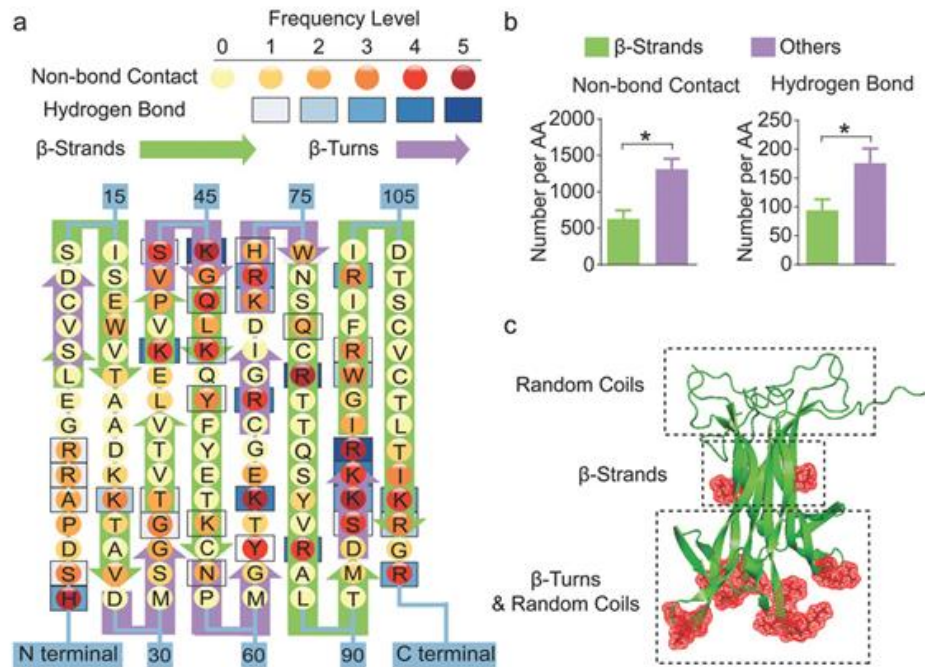 a
Frequency Level
0 1 2 3 4 5
Non-bond Contact
Hydrogen Bond
β-Strands β-Turns
15 45 75 105
S I S K H W I D
D S V G R N R T
C E P Q K S I S
V W V L D Q F C
S V K K I C R V
L T E Q G R W C
E A L Y R T G T
G A V F C T I L
R D T Y G Q R T
R K V E E S K I
A K T T K Y K K
P T G K T V S R
D A G C Y R D G
S V S N G A M R
H D M P M L T
N terminal 30 60 90 C terminal
b
β-Strands Others
Non-bond Contact
Number per AA
1500
1000
500
0
*
Hydrogen Bond
Number per AA
250
200
150
100
50
0
*
c
Random Coils
β-Strands
β-Turns
& Random Coils